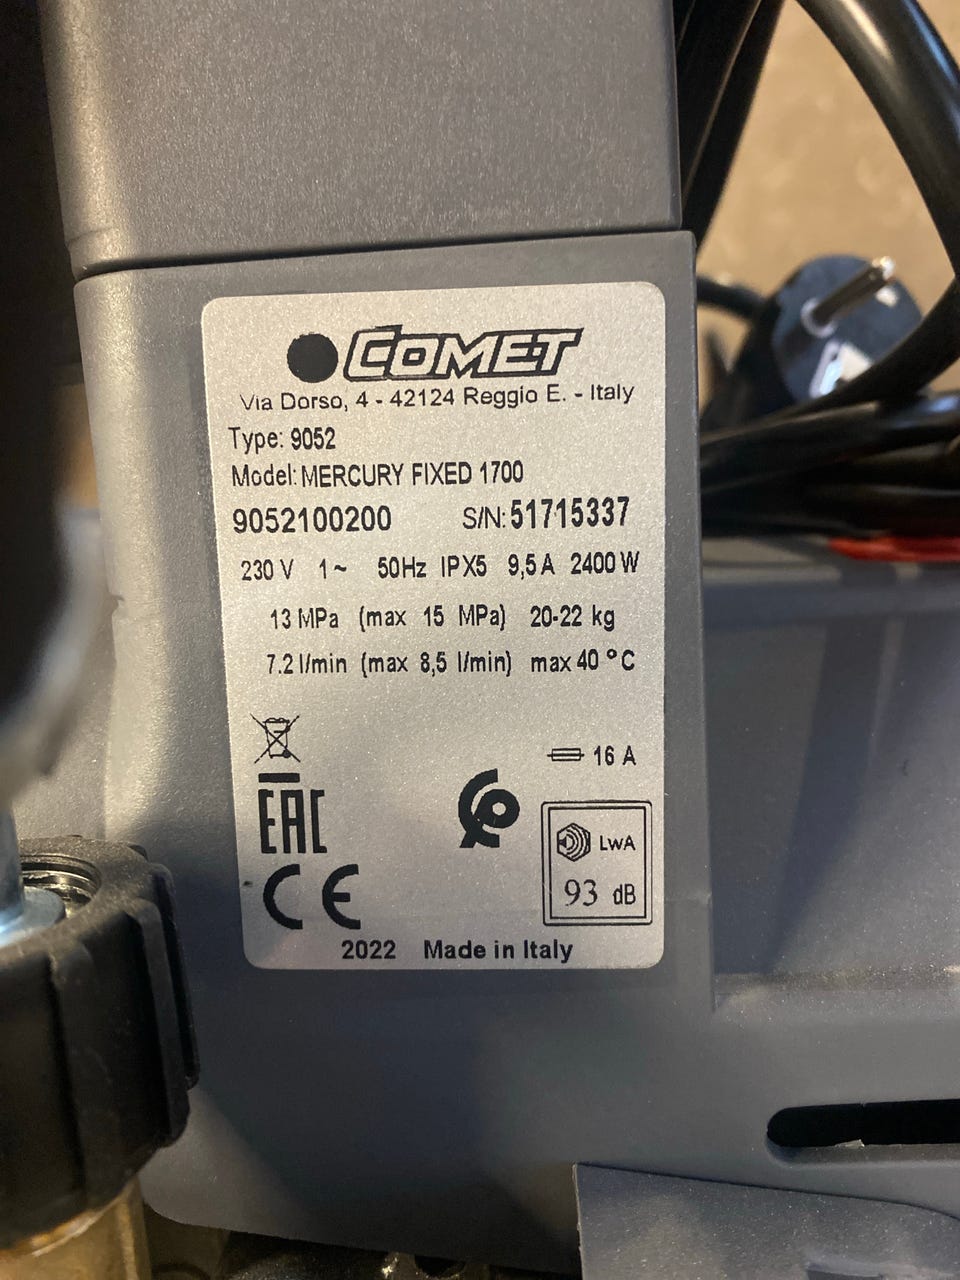 COMET
Via Dorso, 4 - 42124 Reggio E. - Italy
Type: 9052
Model: MERCURY FIXED 1700
9052100200 S/N: 51715337
230 V 1~ 50Hz IPX5 9,5 A 2400 W
13 MPa (max 15 MPa) 20-22 kg
7.2 l/min (max 8,5 l/min) max 40 °C
16 A
EAC
LwA
93 dB
CE
2022 Made in Italy